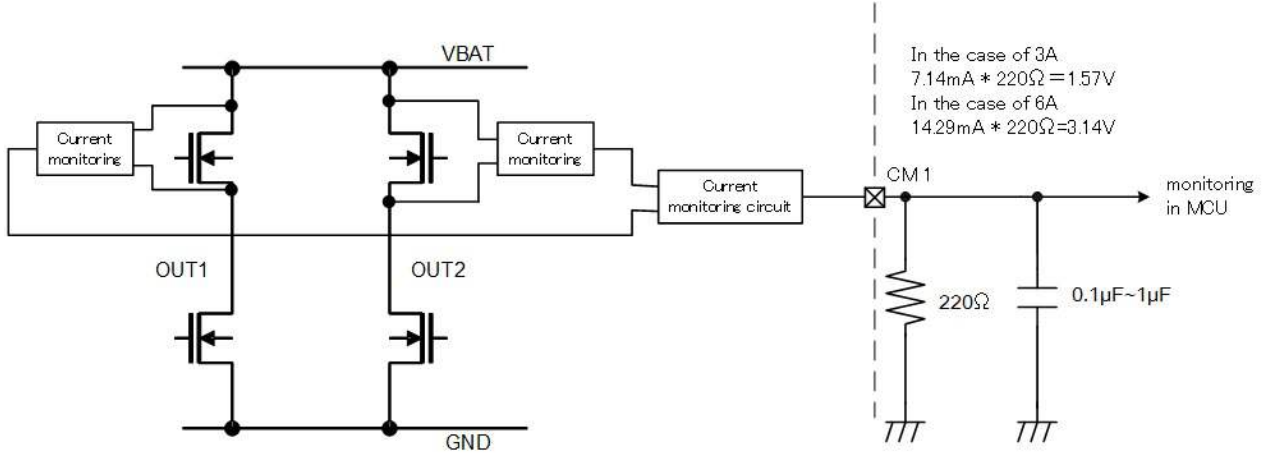 VBAT
In the case of 3A
7.14mA * 220Ω=1.57V
In the case of 6A
14.29mA * 220Ω=3.14V
Current
monitoring
Current
monitoring
Current
monitoring circuit
CM1
monitoring
in MCU
OUT1
OUT2
220Ω
0.1μF~1μF
GND